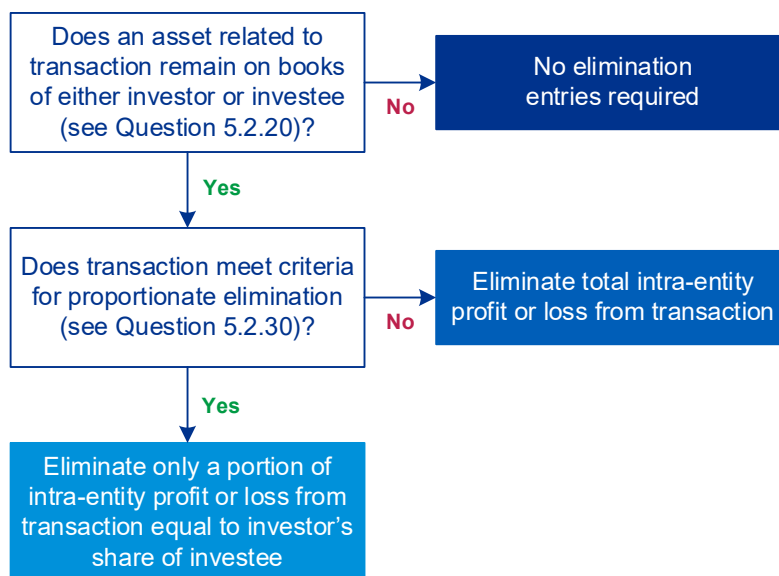 Does an asset related to
transaction remain on books
of either investor or investee
(see Question 5.2.20)?
No
No elimination
entries required
Yes
Does transaction meet criteria
for proportionate elimination
(see Question 5.2.30)?
No
Eliminate total intra-entity
profit or loss from transaction
Yes
Eliminate only a portion of
intra-entity profit or loss from
transaction equal to investor’s
share of investee